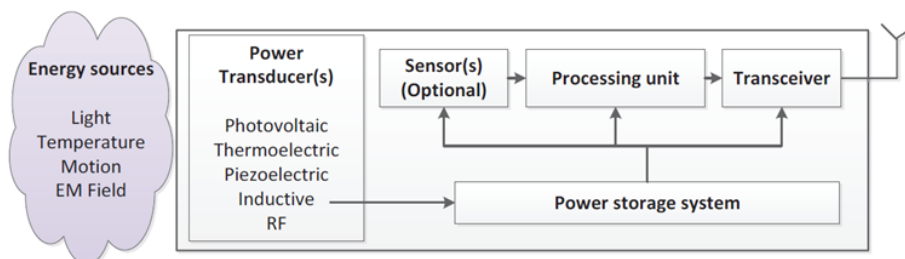 Energy sources
Light
Temperature
Motion
EM Field
Power
Transducer(s)
Photovoltaic
Thermoelectric
Piezoelectric
Inductive
RF
Sensor(s)
(Optional)
Processing unit
Transceiver
Power storage system